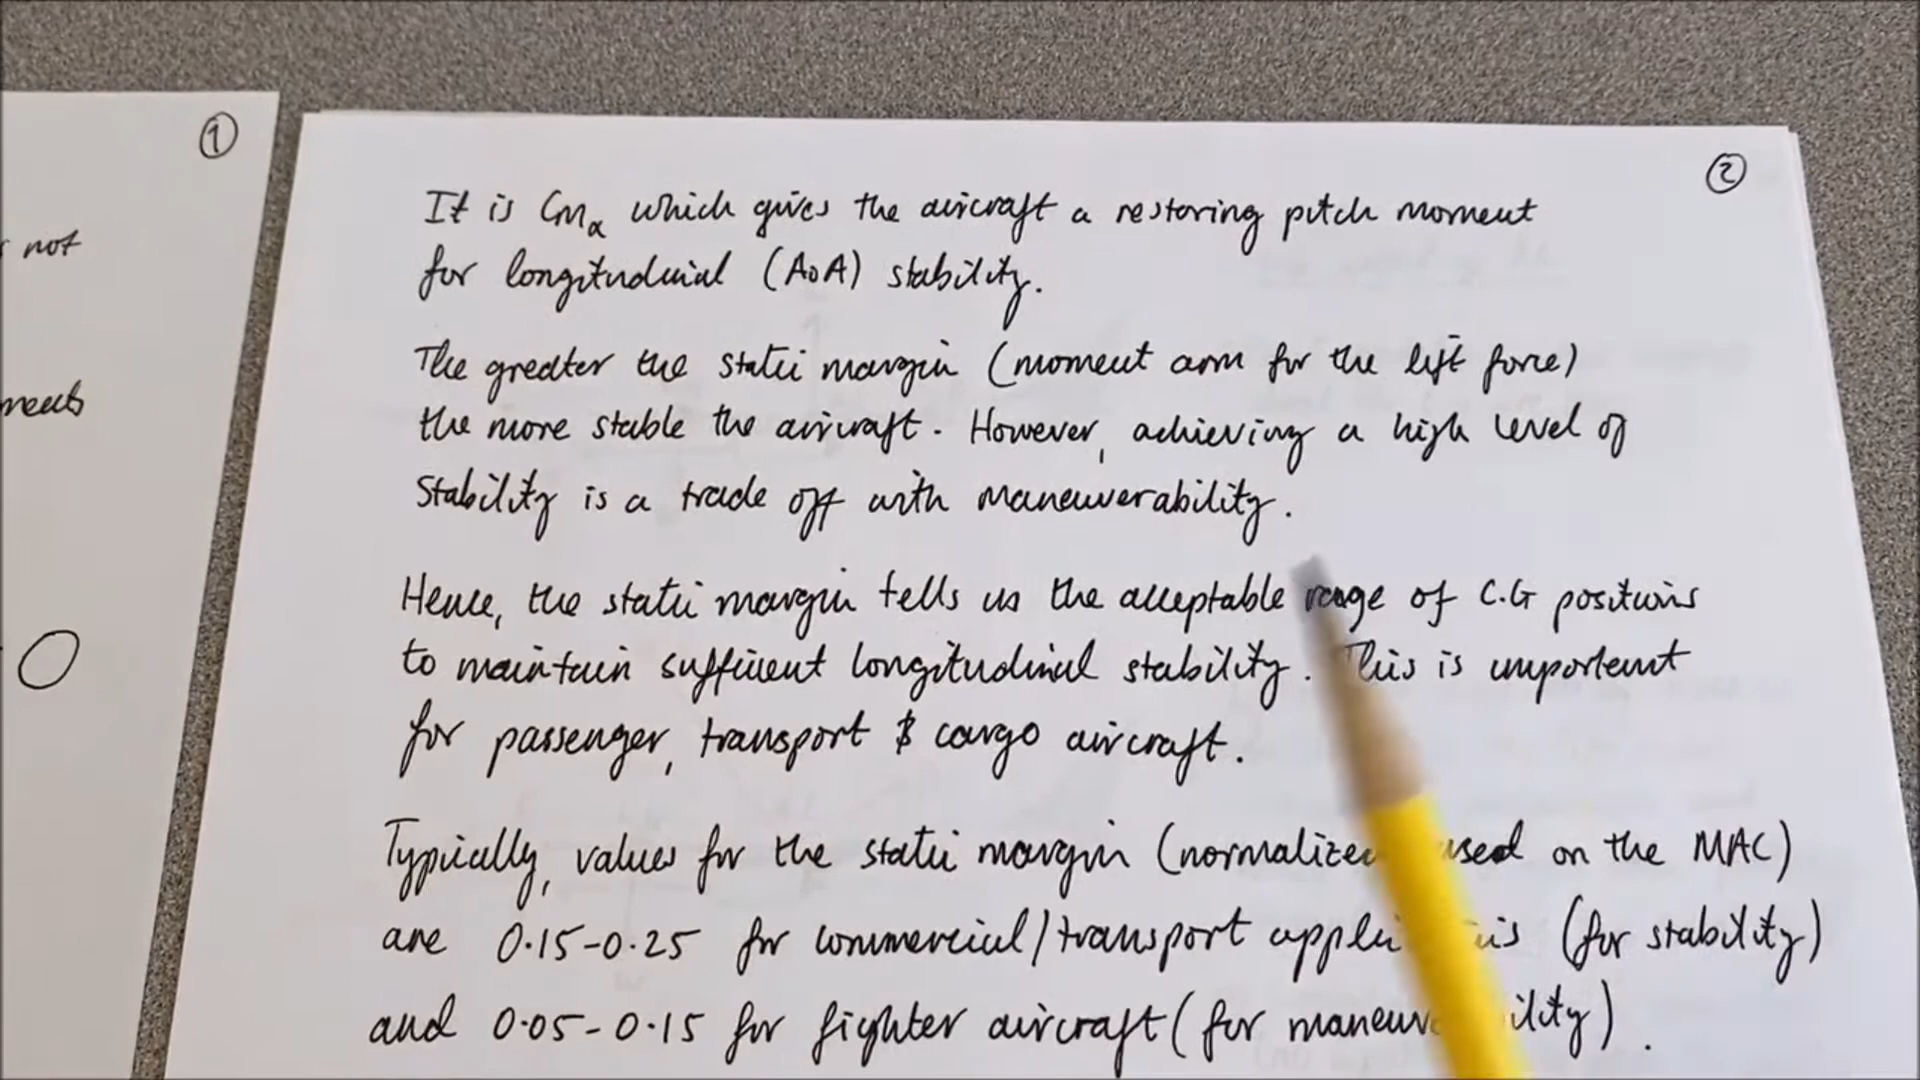 ①
not
ments
②
It is Cmα which gives the aircraft a restoring pitch moment
for longitudinal (AoA) stability.
The greater the static margin (moment arm for the lift force)
the more stable the aircraft. However, achieving a high level of
Stability is a trade off with maneuverability.
Hence, the static margin tells us the acceptable range of C.G positions
to maintain sufficient longitudinal stability. This is important
for passenger, transport & cargo aircraft.
Typically, values for the static margin (normalized on the MAC)
are 0.15-0.25 for commercial/transport (for stability)
and 0.05-0.15 for fighter aircraft (for maneuverability).